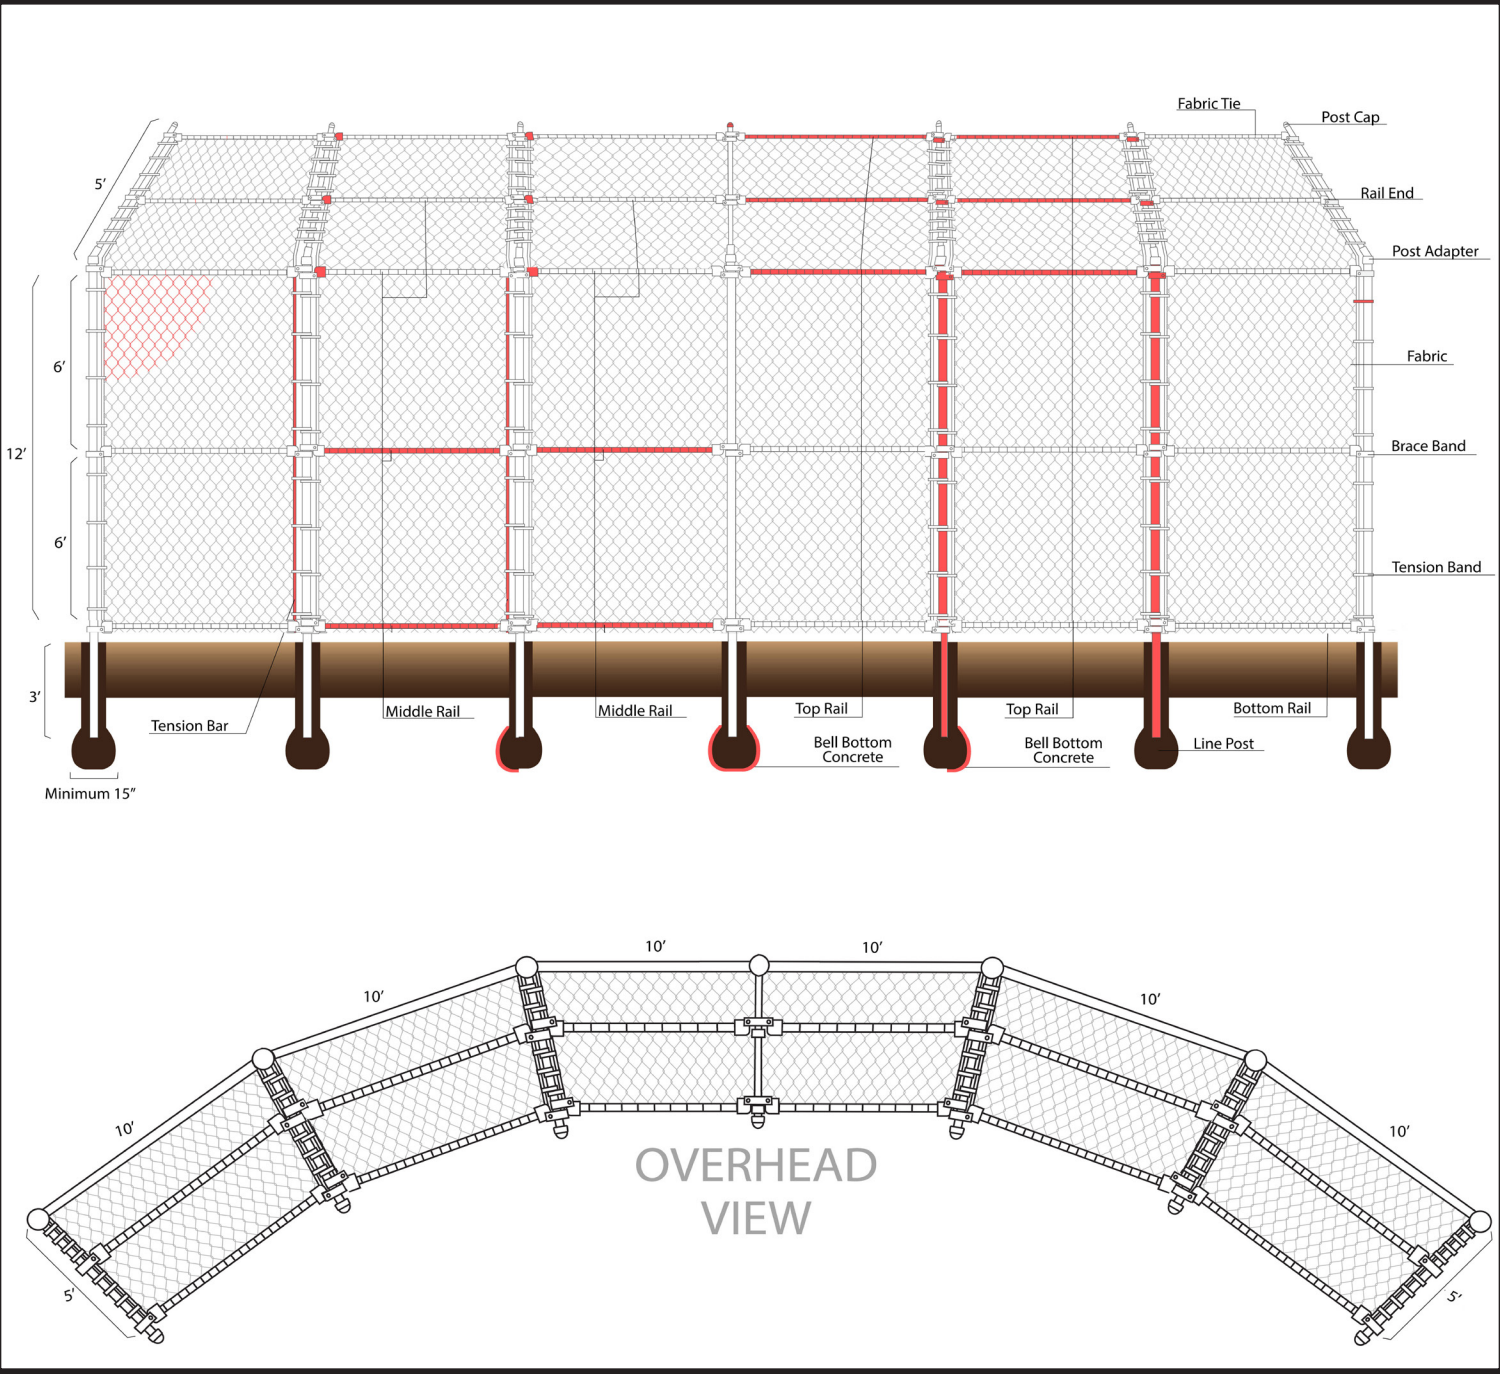 Fabric Tie
Post Cap
5’
Rail End
Post Adapter
6’
Fabric
12’
Brace Band
6’
Tension Band
3’
Tension Bar
Middle Rail
Middle Rail
Top Rail
Top Rail
Bottom Rail
Bell Bottom
Concrete
Bell Bottom
Concrete
Line Post
Minimum 15”
10’
10’
10’
10’
10’
10’
OVERHEAD
VIEW
5’
5’